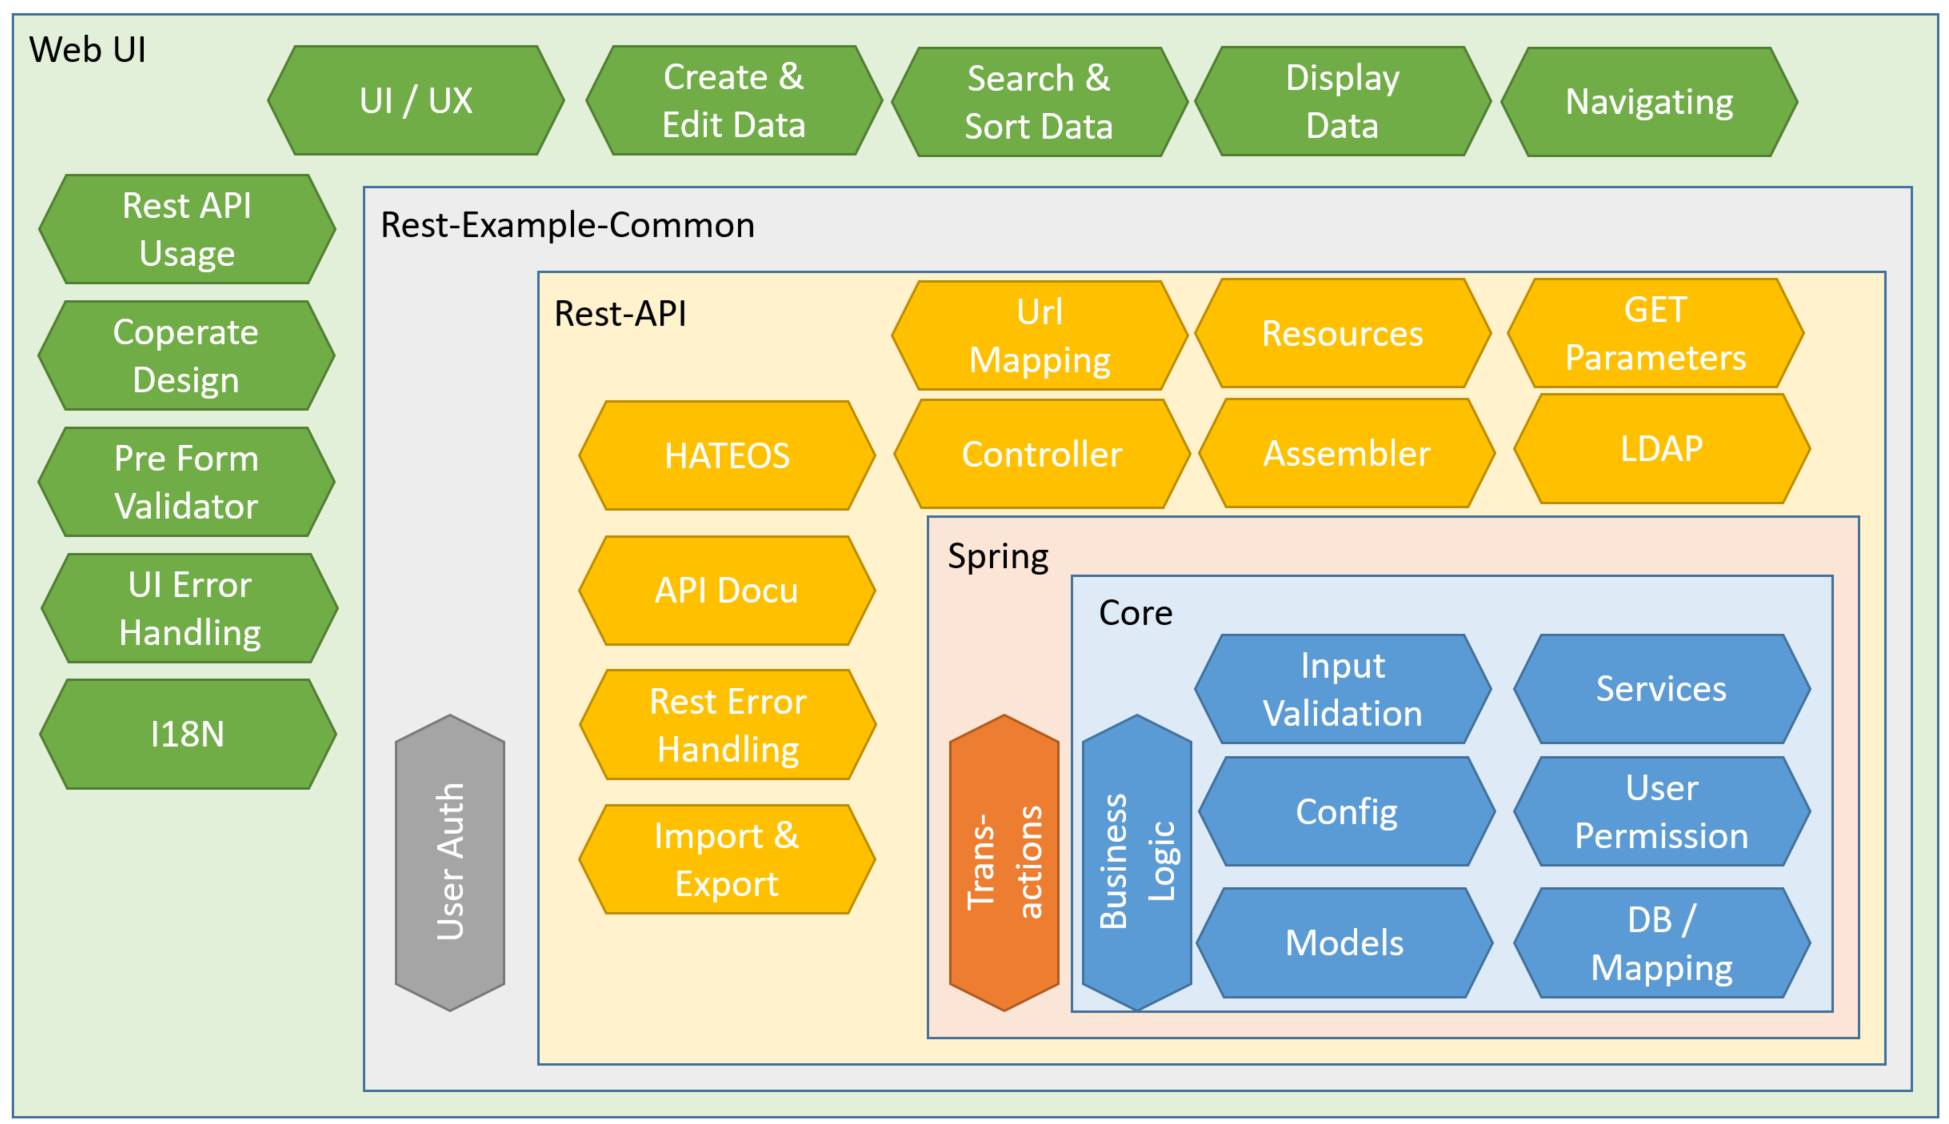 Web UI
UI / UX
Create &
Edit Data
Search &
Sort Data
Display
Data
Navigating
Rest API
Usage
Coperate
Design
Pre Form
Validator
UI Error
Handling
I18N
Rest-Example-Common
User Auth
Rest-API
Url
Mapping
Resources
GET
Parameters
HATEOS
Controller
Assembler
LDAP
API Docu
Rest Error
Handling
Import &
Export
Spring
Trans-
actions
Core
Business
Logic
Input
Validation
Services
Config
User
Permission
Models
DB /
Mapping